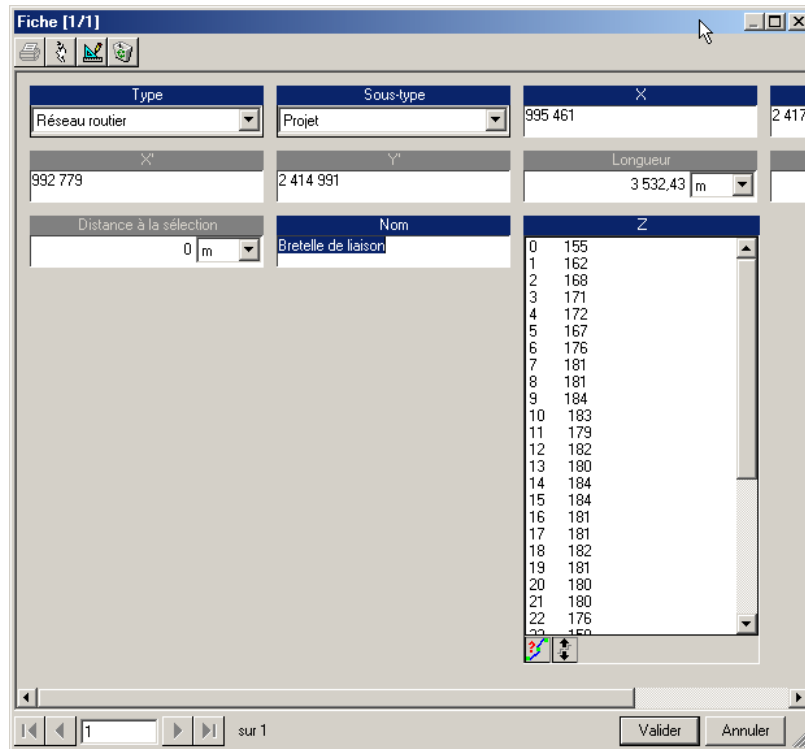 Fiche [1/1]
Type
Sous-type
X
Réseau routier
Projet
995 461
2 417
X'
Y'
Longueur
992 779
2 414 991
3 532,43 m
Distance à la sélection
Nom
Z
0 m
Bretelle de liaison
0 155
1 162
2 168
3 171
4 172
5 167
6 176
7 181
8 181
9 184
10 183
11 179
12 182
13 180
14 184
15 184
16 181
17 181
18 182
19 181
20 180
21 180
22 176
1
sur 1
Valider
Annuler